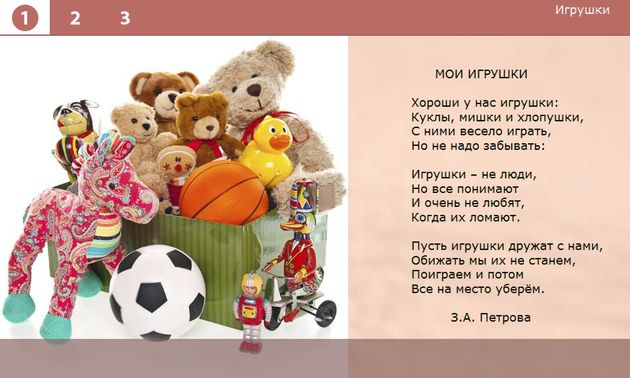 1 2 3
Игрушки
МОИ ИГРУШКИ
Хороши у нас игрушки:
Куклы, мишки и хлопушки,
С ними весело играть,
Но не надо забывать:
Игрушки – не люди,
Но все понимают
И очень не любят,
Когда их ломают.
Пусть игрушки дружат с нами,
Обижать мы их не станем,
Поиграем и потом
Все на место уберём.
З.А. Петрова